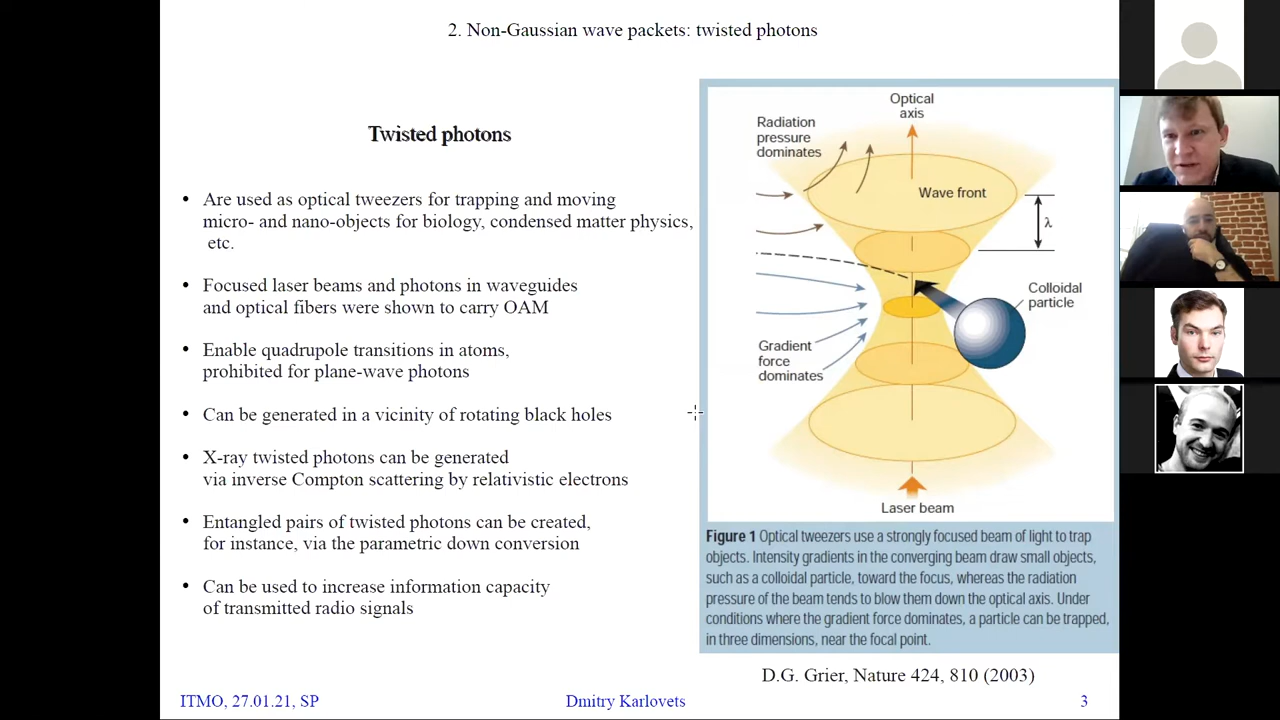 2. Non-Gaussian wave packets: twisted photons
Twisted photons
• Are used as optical tweezers for trapping and moving
micro- and nano-objects for biology, condensed matter physics,
etc.
• Focused laser beams and photons in waveguides
and optical fibers were shown to carry OAM
• Enable quadrupole transitions in atoms,
prohibited for plane-wave photons
• Can be generated in a vicinity of rotating black holes
• X-ray twisted photons can be generated
via inverse Compton scattering by relativistic electrons
• Entangled pairs of twisted photons can be created,
for instance, via the parametric down conversion
• Can be used to increase information capacity
of transmitted radio signals
Optical
axis
Radiation
pressure
dominates
Wave front
λ
Colloidal
particle
Gradient
force
dominates
Laser beam
Figure 1 Optical tweezers use a strongly focused beam of light to trap
objects. Intensity gradients in the converging beam draw small objects,
such as a colloidal particle, toward the focus, whereas the radiation
pressure of the beam tends to blow them down the optical axis. Under
conditions where the gradient force dominates, a particle can be trapped,
in three dimensions, near the focal point.
D.G. Grier, Nature 424, 810 (2003)
ITMO, 27.01.21, SP
Dmitry Karlovets
3